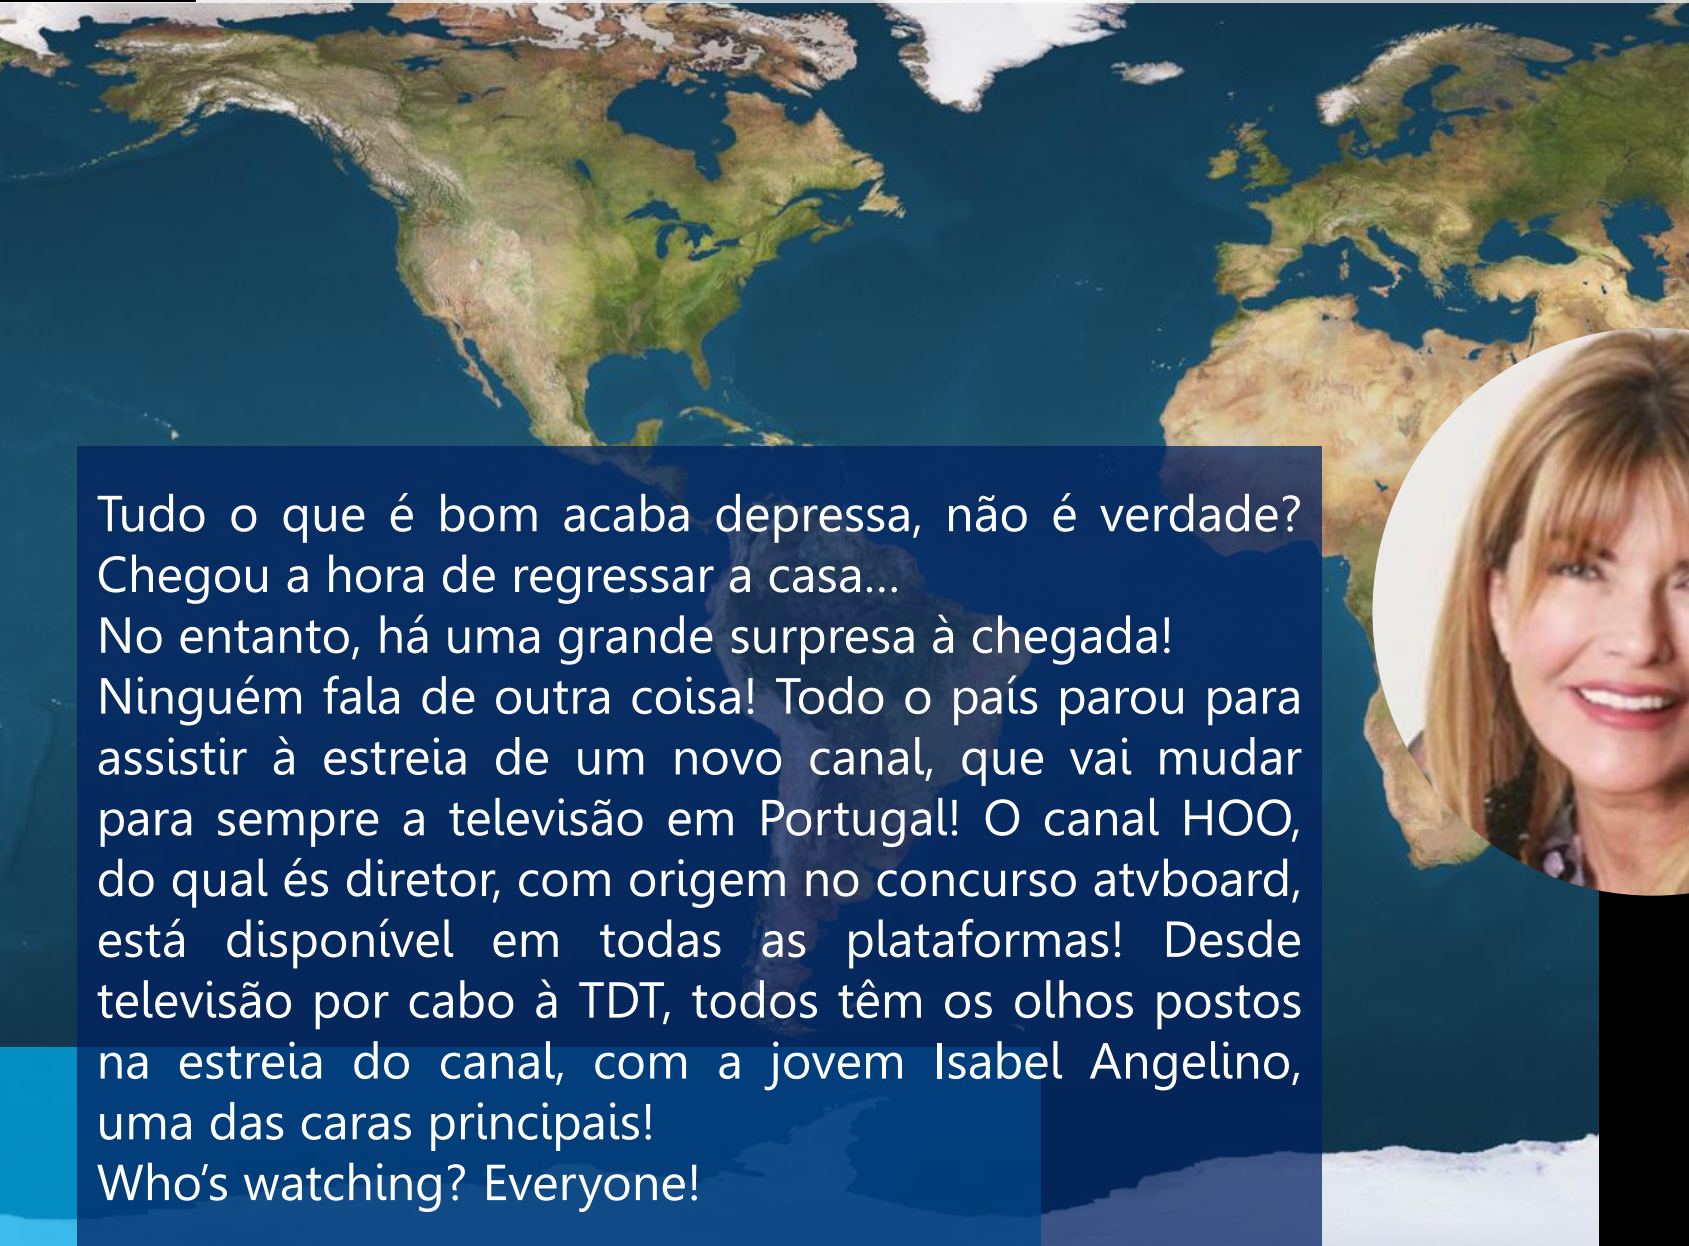 Tudo o que é bom acaba depressa, não é verdade?
Chegou a hora de regressar a casa...
No entanto, há uma grande surpresa à chegada!
Ninguém fala de outra coisa! Todo o país parou para
assistir à estreia de um novo canal, que vai mudar
para sempre a televisão em Portugal! O canal HOO,
do qual és diretor, com origem no concurso atvboard,
está disponível em todas as plataformas! Desde
televisão por cabo à TDT, todos têm os olhos postos
na estreia do canal, com a jovem Isabel Angelino,
uma das caras principais!
Who’s watching? Everyone!